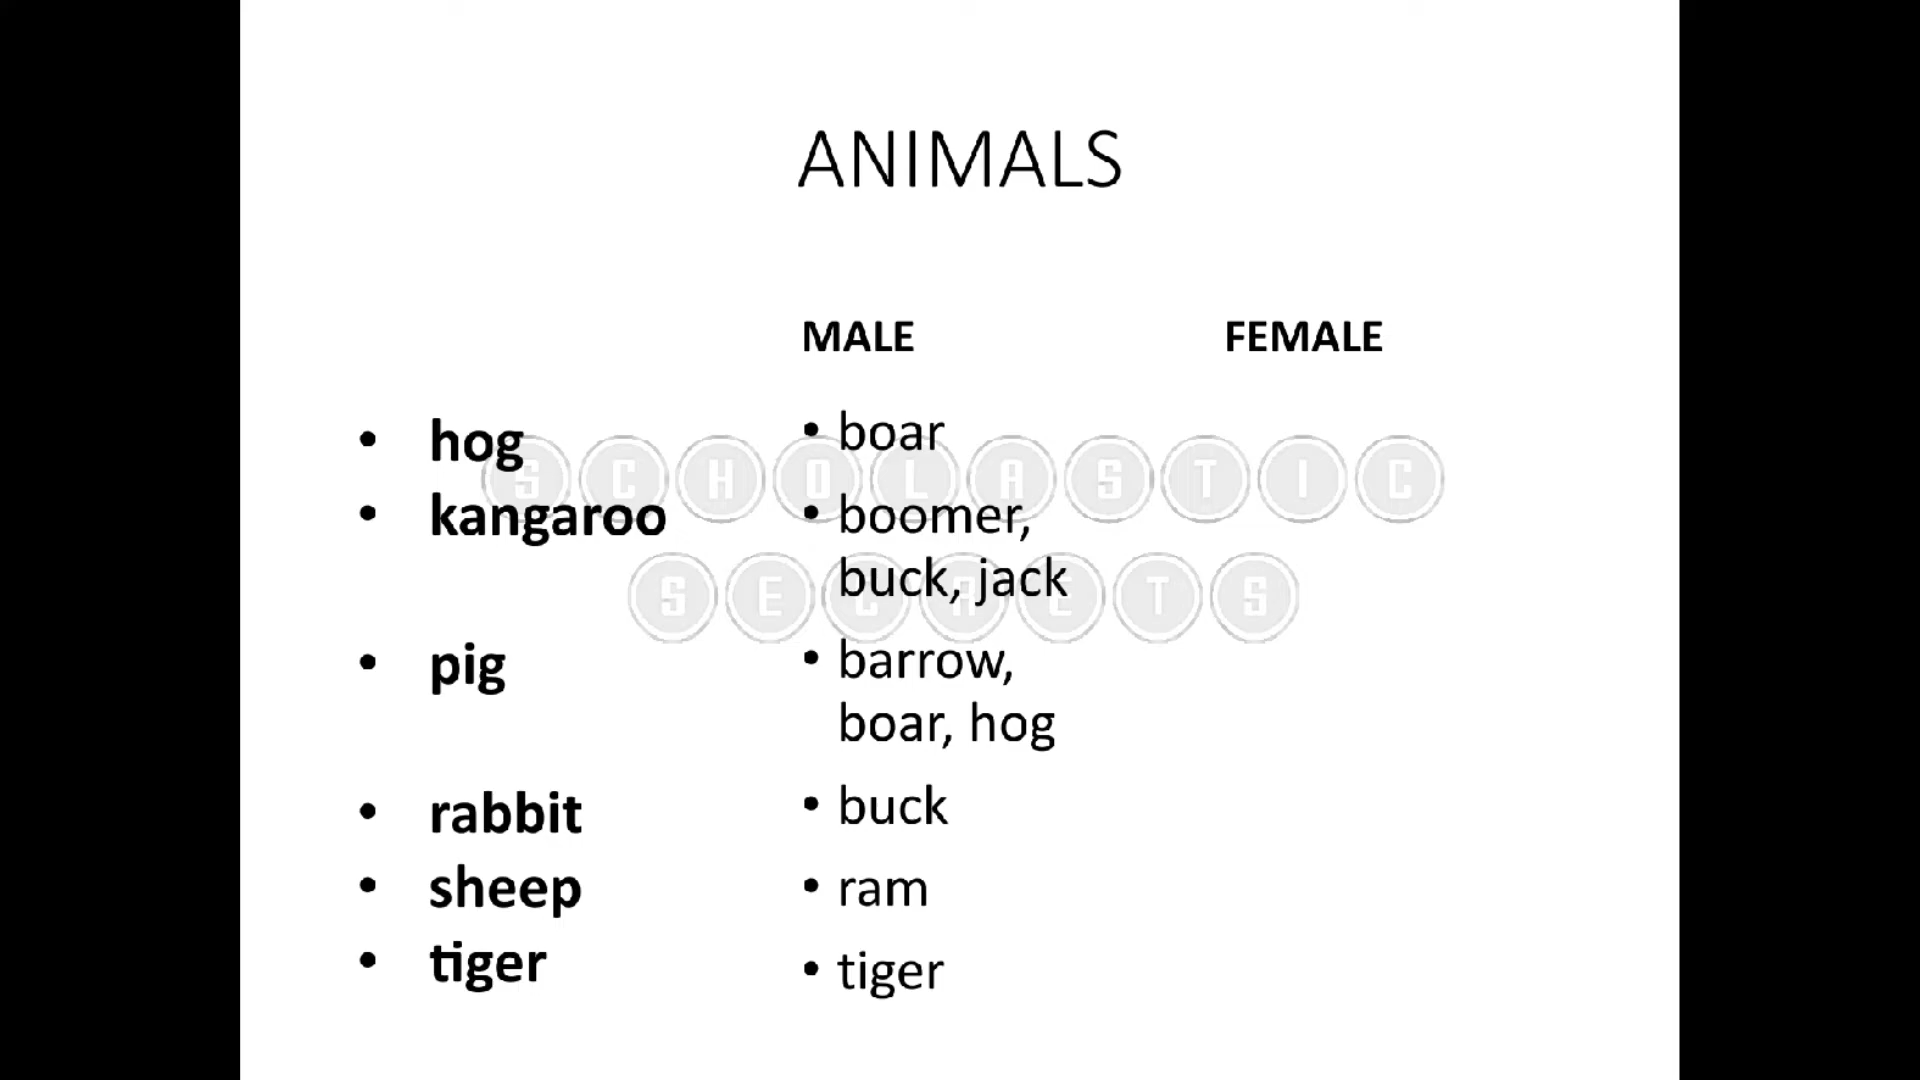 ANIMALS
MALE FEMALE
• hog • boar
SCHOLASTIC
• kangaroo • boomer,
buck, jack
SECRETS
• pig • barrow,
boar, hog
• rabbit • buck
• sheep • ram
• tiger • tiger